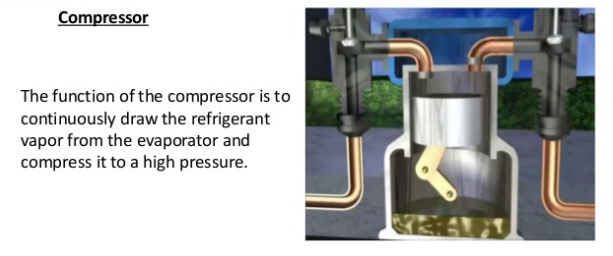 Compressor
The function of the compressor is to
continuously draw the refrigerant
vapor from the evaporator and
compress it to a high pressure.